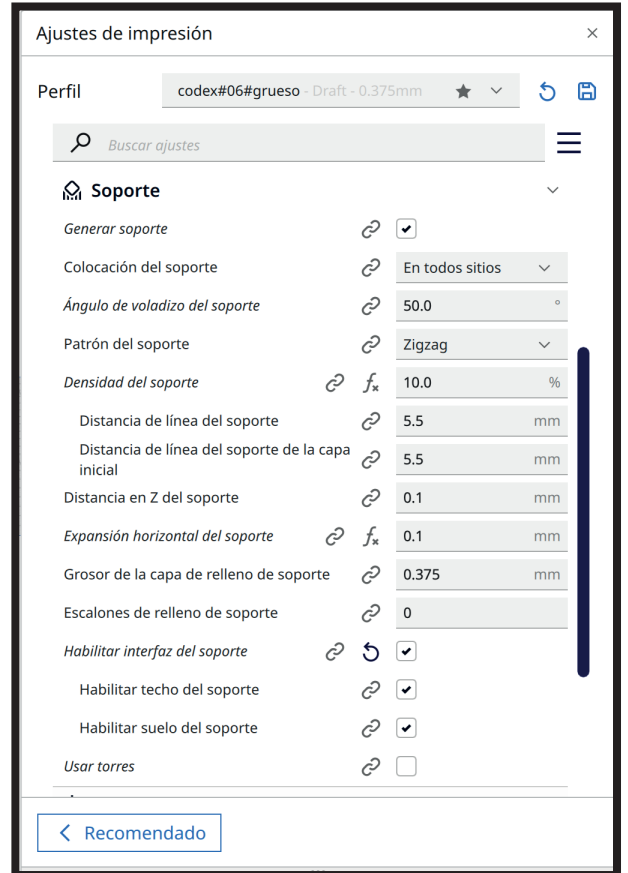 Ajustes de impresión
Perfil
codex#06#grueso - Draft - 0.375mm
Buscar ajustes
Soporte
Generar soporte
Colocación del soporte
En todos sitios
Ángulo de voladizo del soporte
50.0 °
Patrón del soporte
Zigzag
Densidad del soporte
10.0 %
Distancia de línea del soporte
5.5 mm
Distancia de línea del soporte de la capa
inicial
5.5 mm
Distancia en Z del soporte
0.1 mm
Expansión horizontal del soporte
0.1 mm
Grosor de la capa de relleno de soporte
0.375 mm
Escalones de relleno de soporte
0
Habilitar interfaz del soporte
Habilitar techo del soporte
Habilitar suelo del soporte
Usar torres
Recomendado